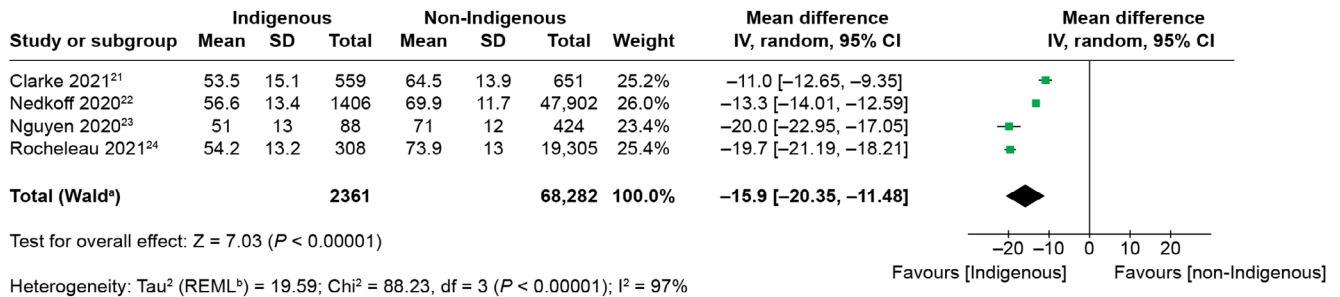 Indigenous Non-Indigenous Mean difference Mean difference
Study or subgroup Mean SD Total Mean SD Total Weight IV, random, 95% CI IV, random, 95% CI
Clarke 2021²¹ 53.5 15.1 559 64.5 13.9 651 25.2% −11.0 [−12.65, −9.35]
Nedkoff 2020²² 56.6 13.4 1406 69.9 11.7 47,902 26.0% −13.3 [−14.01, −12.59]
Nguyen 2020²³ 51 13 88 71 12 424 23.4% −20.0 [−22.95, −17.05]
Rocheleau 2021²⁴ 54.2 13.2 308 73.9 13 19,305 25.4% −19.7 [−21.19, −18.21]
Total (Waldᵃ) 2361 68,282 100.0% −15.9 [−20.35, −11.48]
Test for overall effect: Z = 7.03 (P < 0.00001)
−20 −10 0 10 20
Favours [Indigenous] Favours [non-Indigenous]
Heterogeneity: Tau² (REMLᵇ) = 19.59; Chi² = 88.23, df = 3 (P < 0.00001); I² = 97%